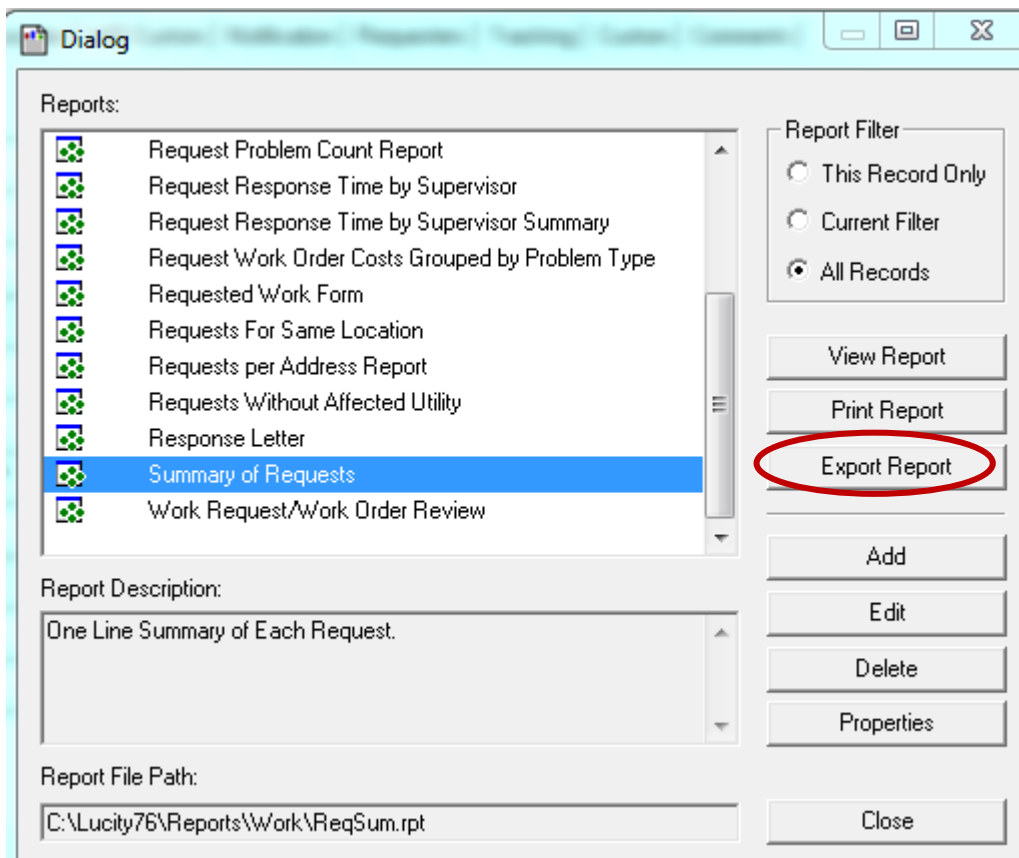 Dialog
Reports:
Request Problem Count Report
Request Response Time by Supervisor
Request Response Time by Supervisor Summary
Request Work Order Costs Grouped by Problem Type
Requested Work Form
Requests For Same Location
Requests per Address Report
Requests Without Affected Utility
Response Letter
Summary of Requests
Work Request/Work Order Review
Report Filter
This Record Only
Current Filter
All Records
View Report
Print Report
Export Report
Add
Edit
Delete
Properties
Close
Report Description:
One Line Summary of Each Request.
Report File Path:
C:\Lucity76\Reports\Work\ReqSum.rpt